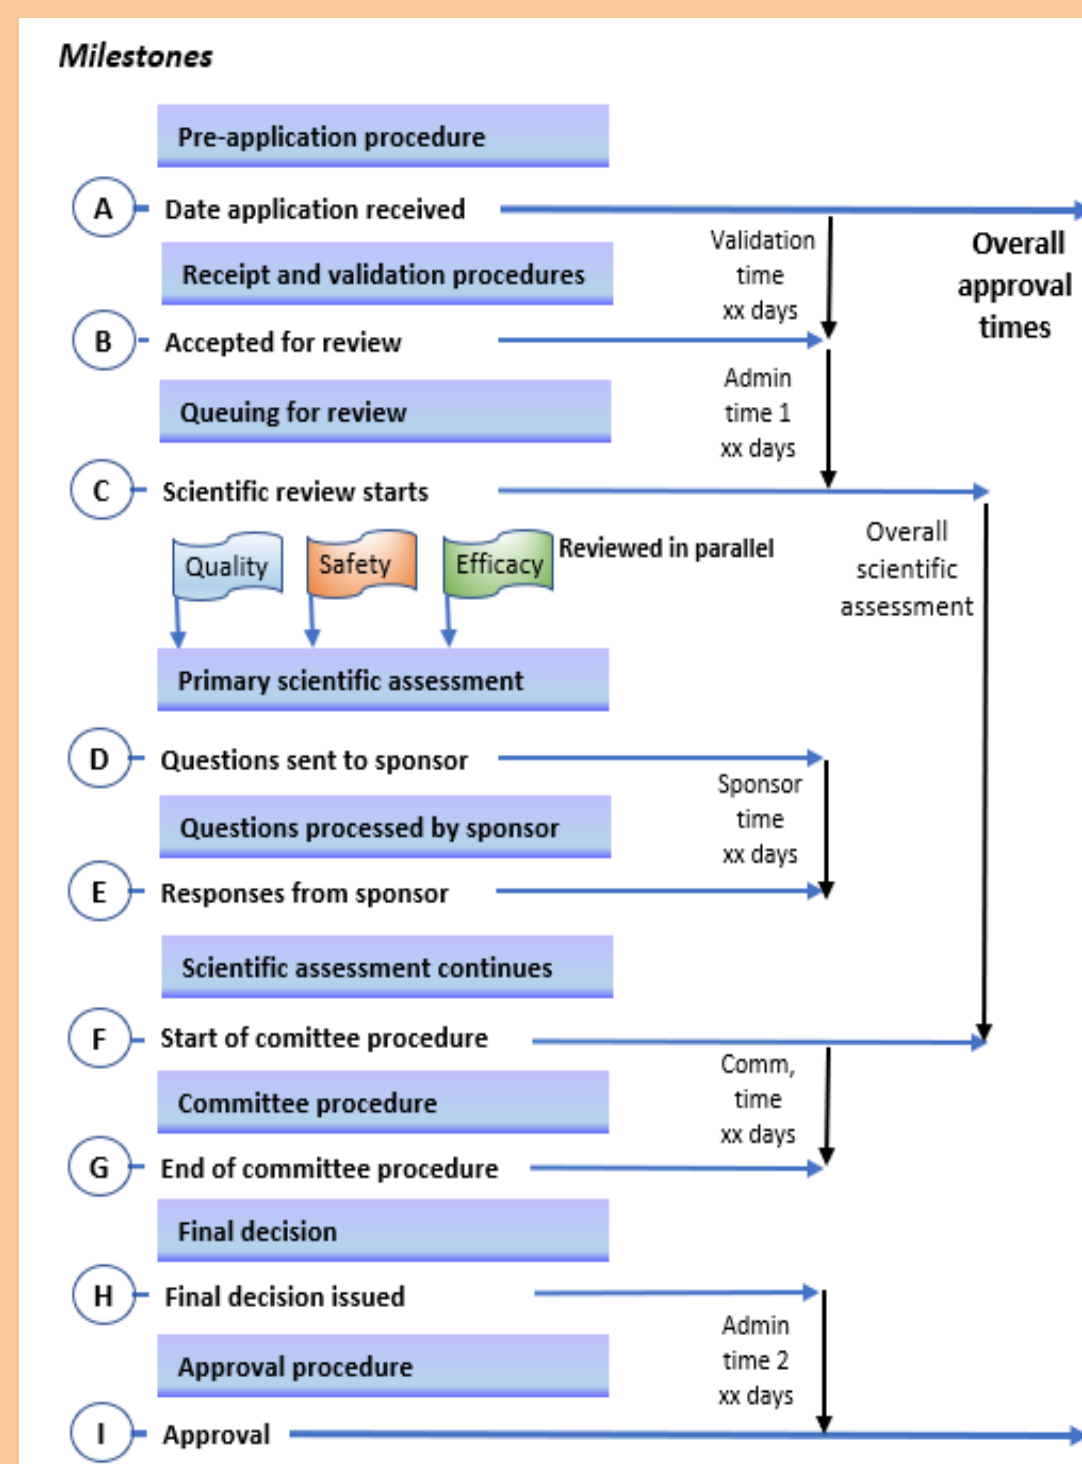 Milestones
Pre-application procedure
A Date application received
Validation
time
xx days
Overall
approval
times
Receipt and validation procedures
B Accepted for review
Admin
time 1
xx days
Queuing for review
C Scientific review starts
Quality
Safety
Efficacy
Reviewed in parallel
Overall
scientific
assessment
Primary scientific assessment
D Questions sent to sponsor
Sponsor
time
xx days
Questions processed by sponsor
E Responses from sponsor
Scientific assessment continues
F Start of comittee procedure
Comm,
time
xx days
Committee procedure
G End of committee procedure
Final decision
H Final decision issued
Admin
time 2
xx days
Approval procedure
I Approval